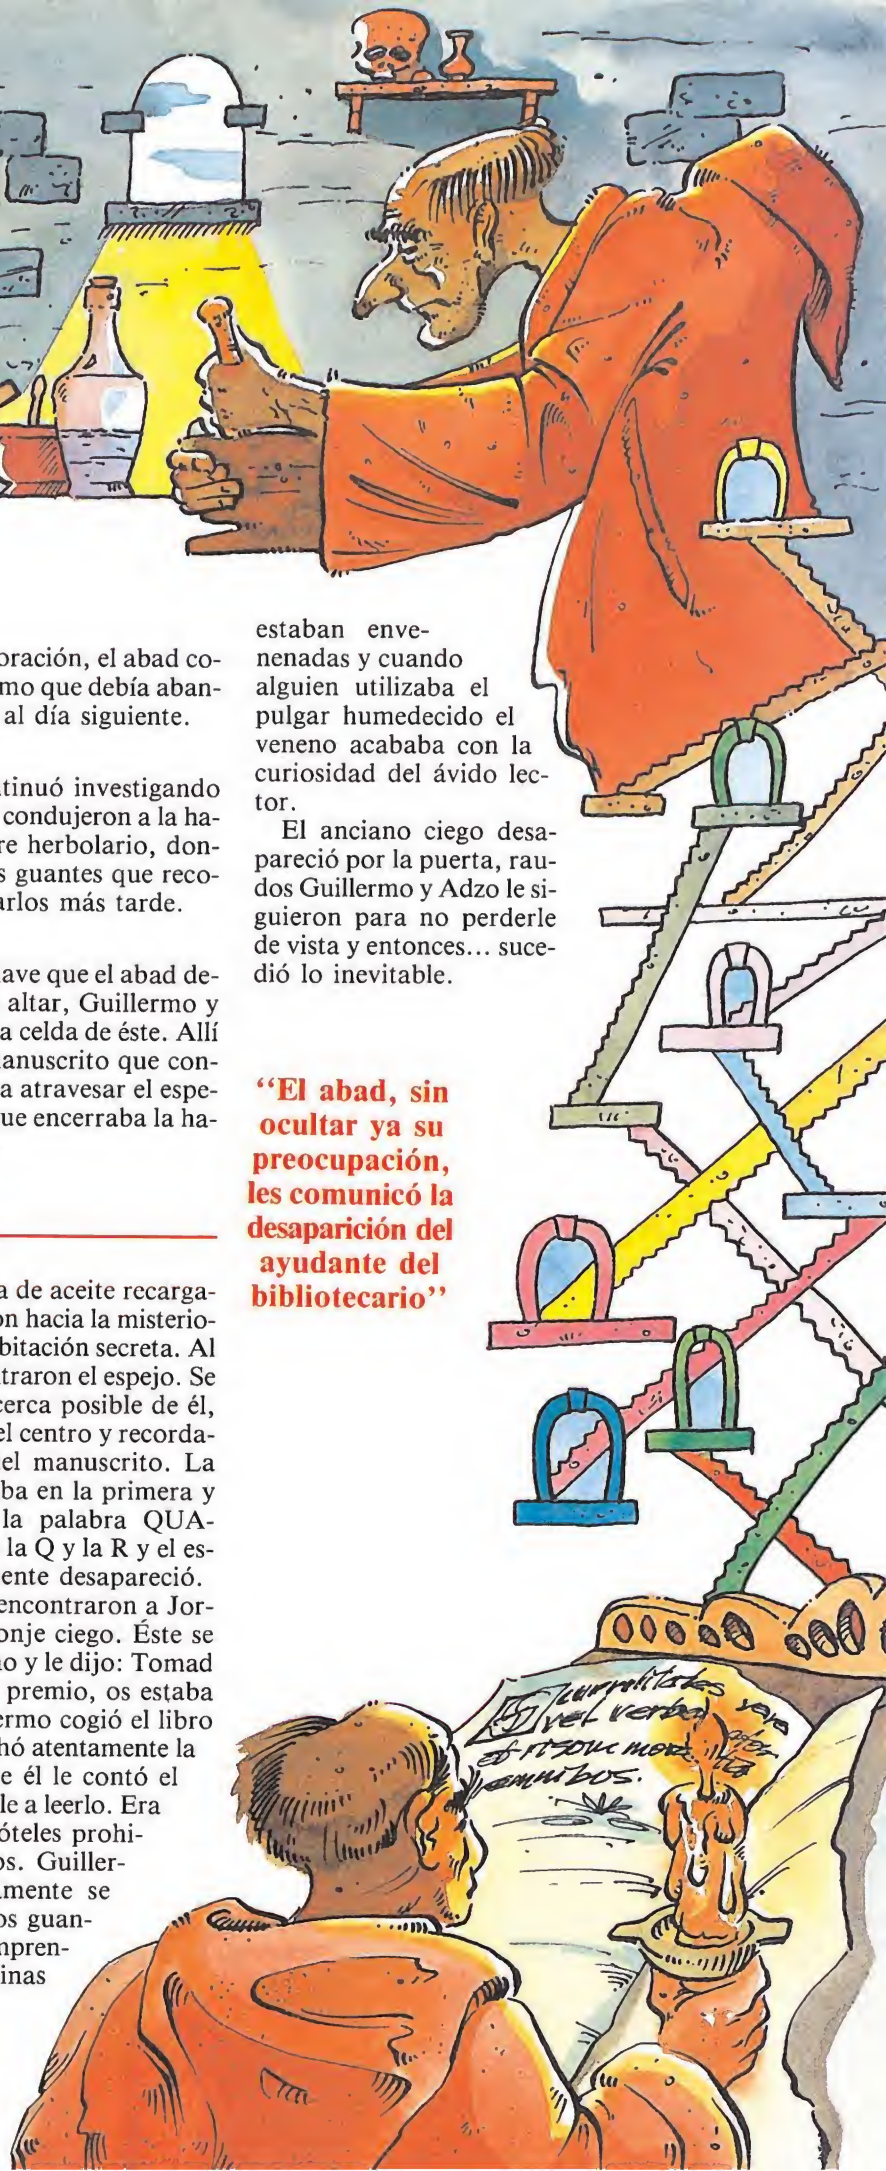 oración, el abad co-
mo que debía aban-
al día siguiente.
tinuó investigando
condujeron a la ha-
re herbolario, don-
s guantes que reco-
arlos más tarde.
lave que el abad de-
altar, Guillermo y
a celda de éste. Allí
anuscrito que con-
a atravesar el espe-
ue encerraba la ha-
a de aceite recarga-
on hacia la misterio-
bitación secreta. Al
traron el espejo. Se
cerca posible de él,
el centro y recorda-
el manuscrito. La
ba en la primera y
la palabra QUA-
la Q y la R y el es-
ente desapareció.
encontraron a Jor-
onje ciego. Éste se
o y le dijo: Tomad
premio, os estaba
ermo cogió el libro
hó atentamente la
e él le contó el
le a leerlo. Era
óteles prohi-
os. Guiller-
amente se
os guan-
mpren-
inas
estaban enve-
nenadas y cuando
alguien utilizaba el
pulgar humedecido el
veneno acababa con la
curiosidad del ávido lec-
tor.
El anciano ciego desa-
pareció por la puerta, rau-
dos Guillermo y Adzo le si-
guieron para no perderle
de vista y entonces... suce-
dió lo inevitable.
“El abad, sin
ocultar ya su
preocupación,
les comunicó la
desaparición del
ayudante del
bibliotecario”
vel verba
omnibos.